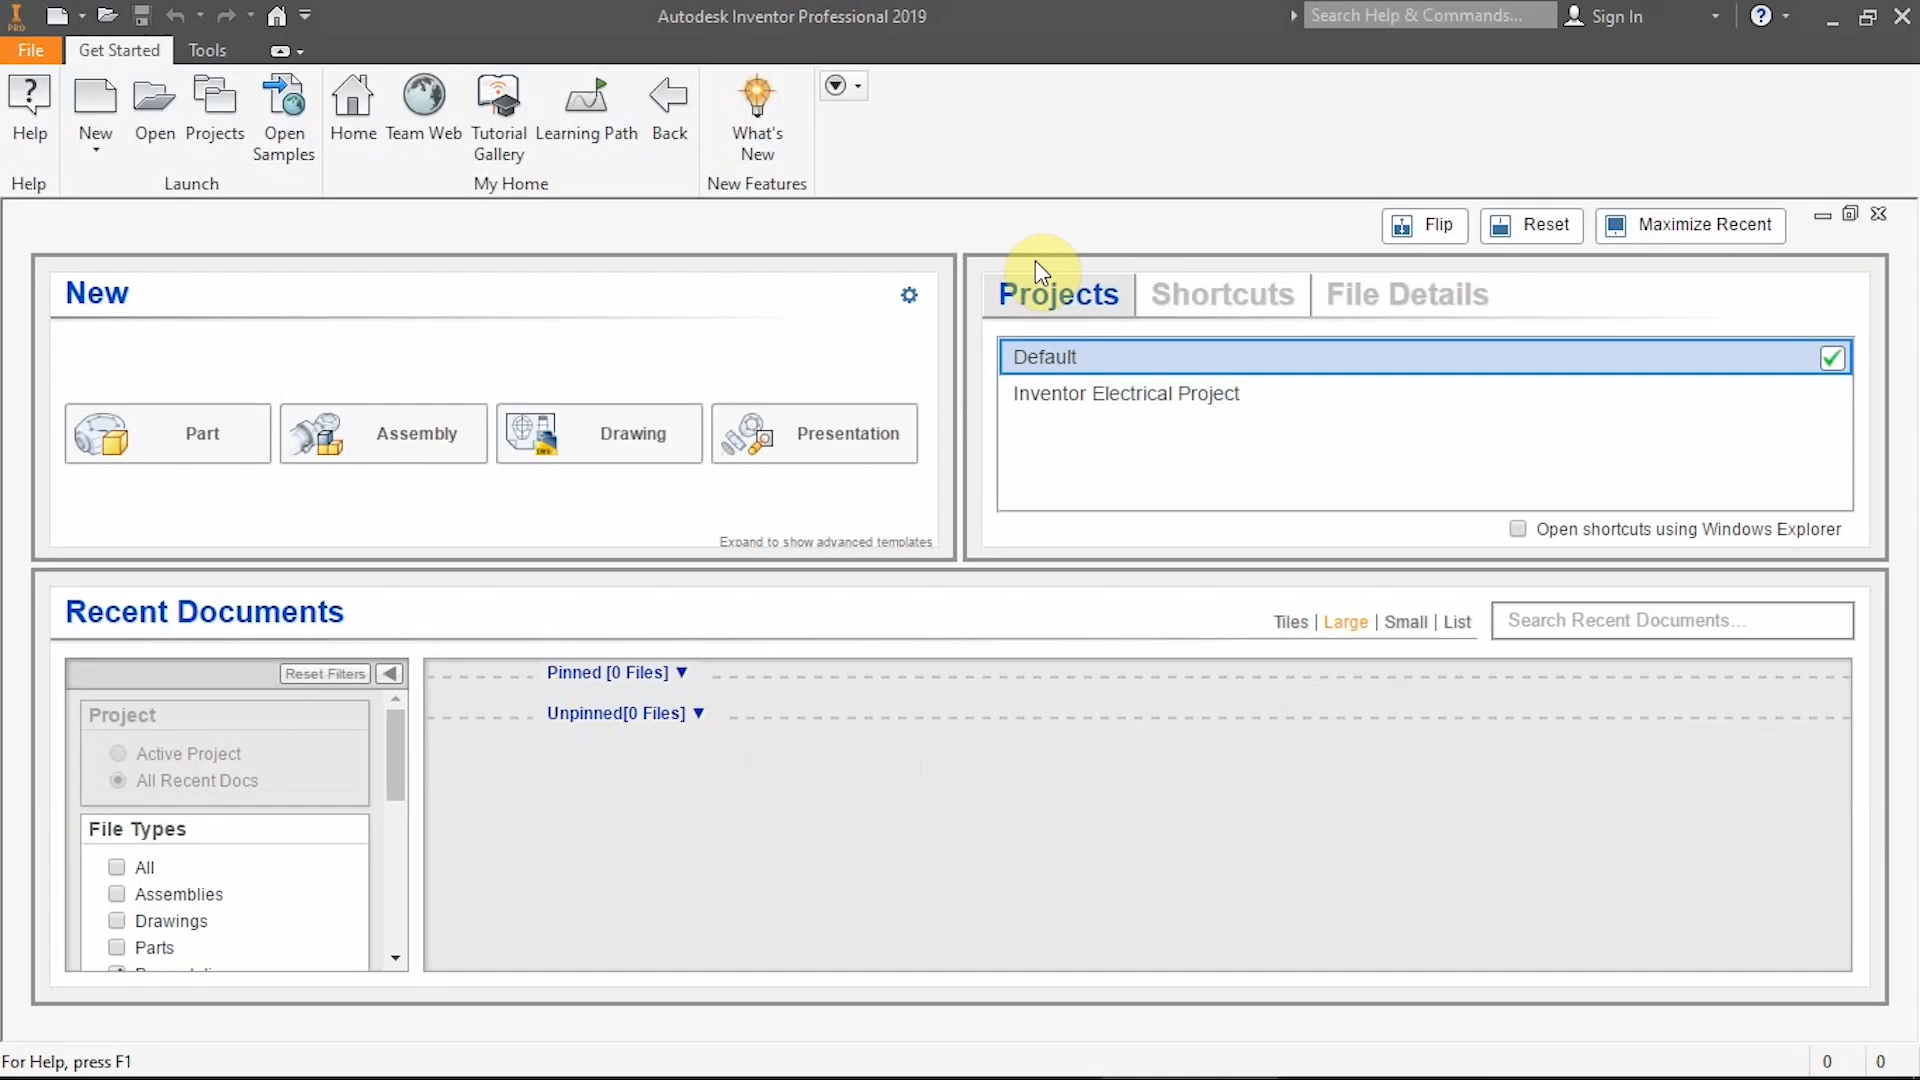 PRO
Autodesk Inventor Professional 2019
Search Help & Commands...
Sign In
File
Get Started
Tools
Help
New
Open
Projects
Open Samples
Home
Team Web
Tutorial Gallery
Learning Path
Back
What's New
Help
Launch
My Home
New Features
Flip
Reset
Maximize Recent
New
Part
Assembly
Drawing
Presentation
Expand to show advanced templates
Projects
Shortcuts
File Details
Default
Inventor Electrical Project
Open shortcuts using Windows Explorer
Recent Documents
Tiles | Large | Small | List
Search Recent Documents...
Reset Filters
Project
Active Project
All Recent Docs
File Types
All
Assemblies
Drawings
Parts
Pinned [0 Files]
Unpinned[0 Files]
For Help, press F1
0
0